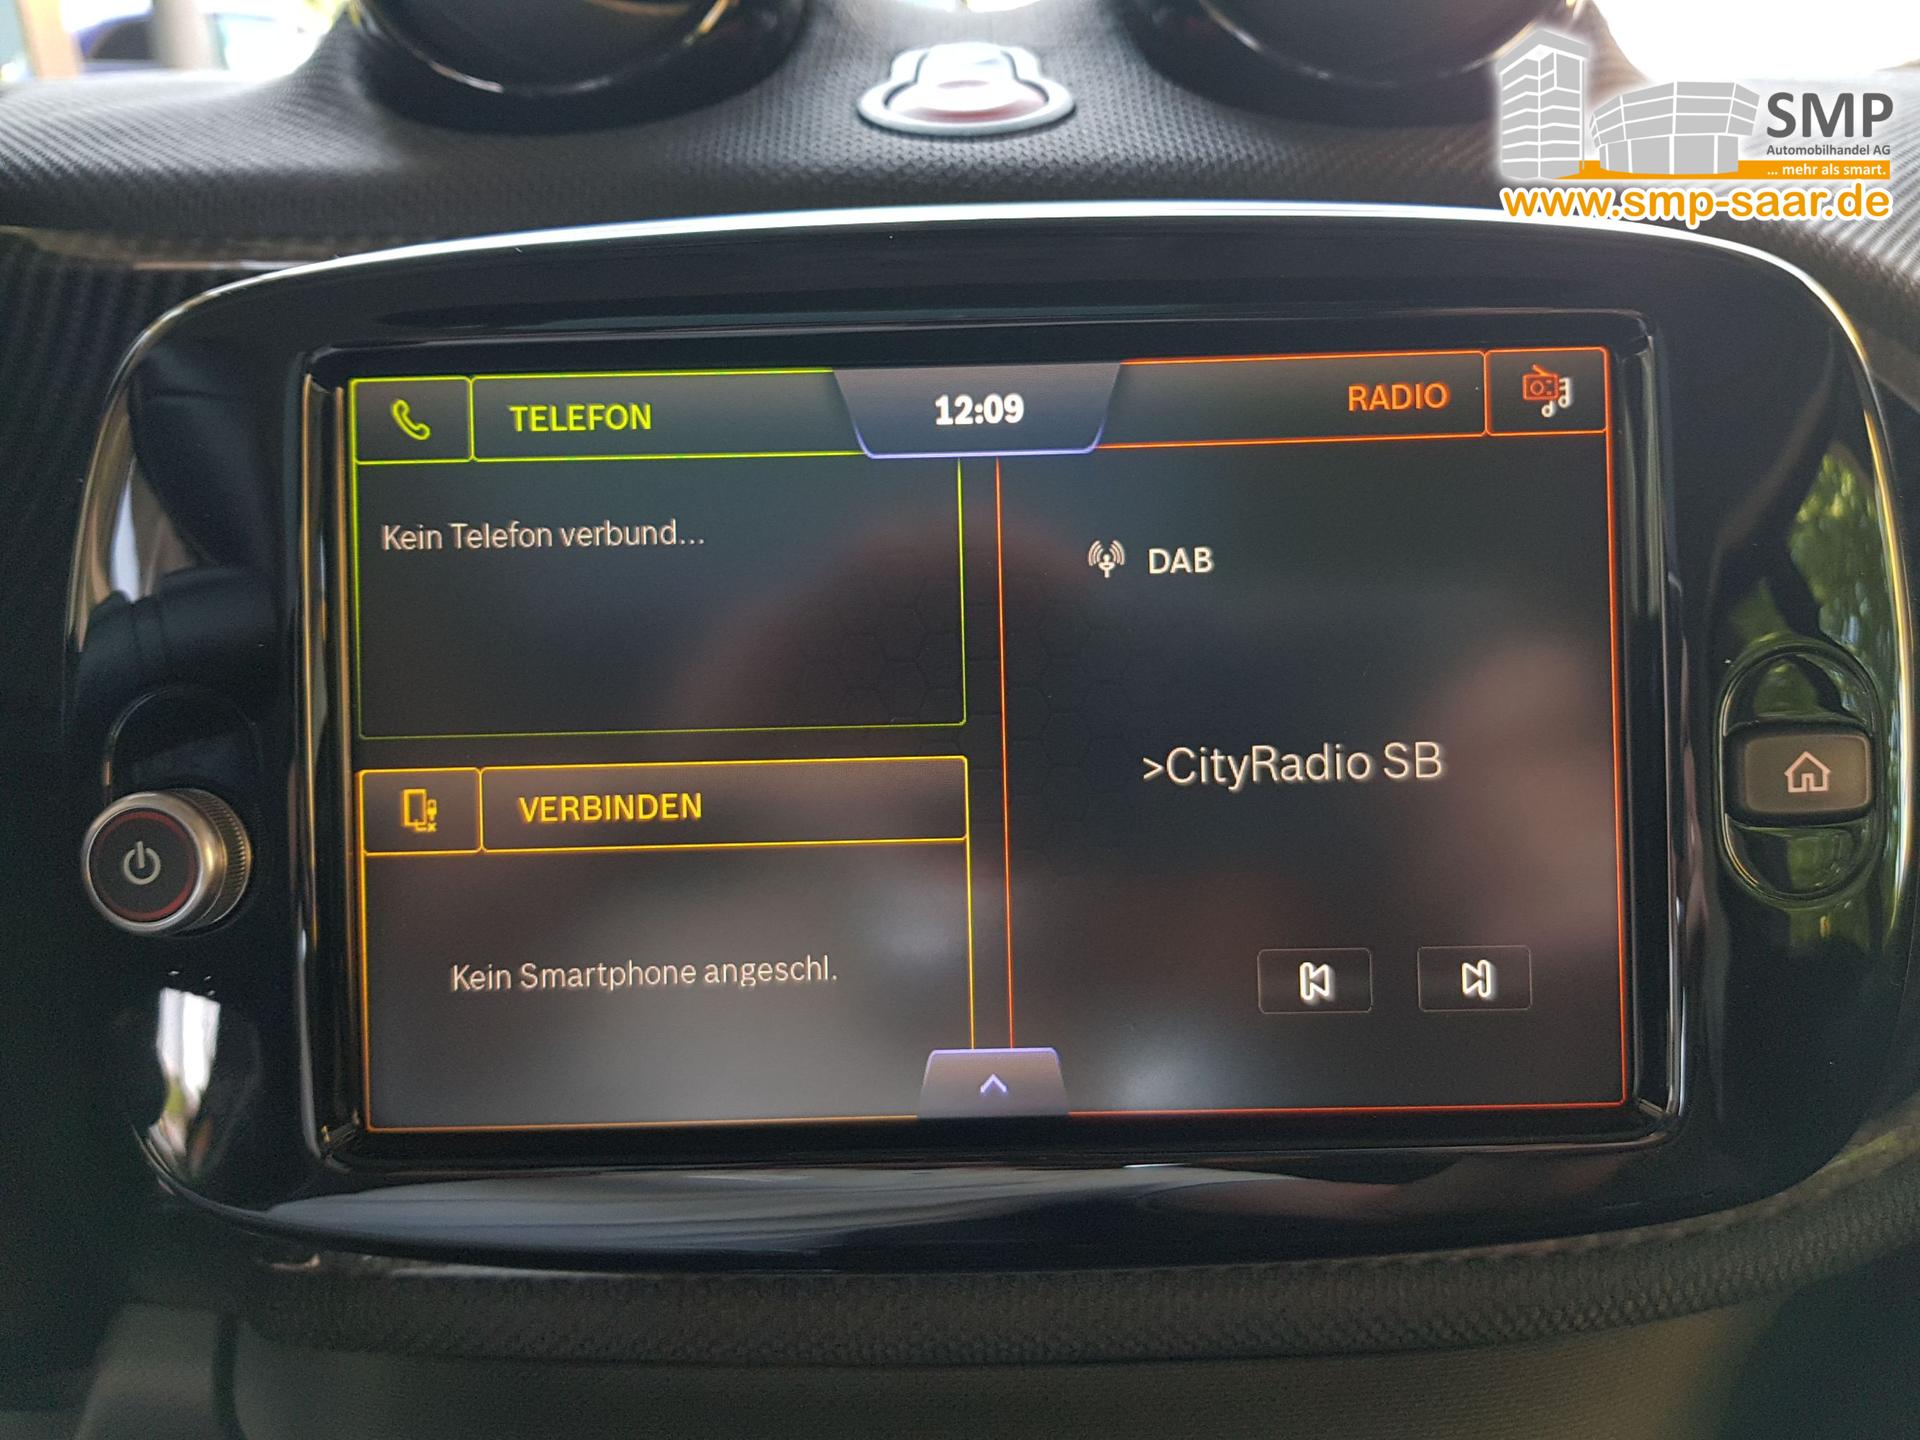 SMP
Automobilhandel AG
... mehr als smart.
www.smp-saar.de
TELEFON
12:09
RADIO
Kein Telefon verbund...
DAB
>CityRadio SB
VERBINDEN
Kein Smartphone angeschl.